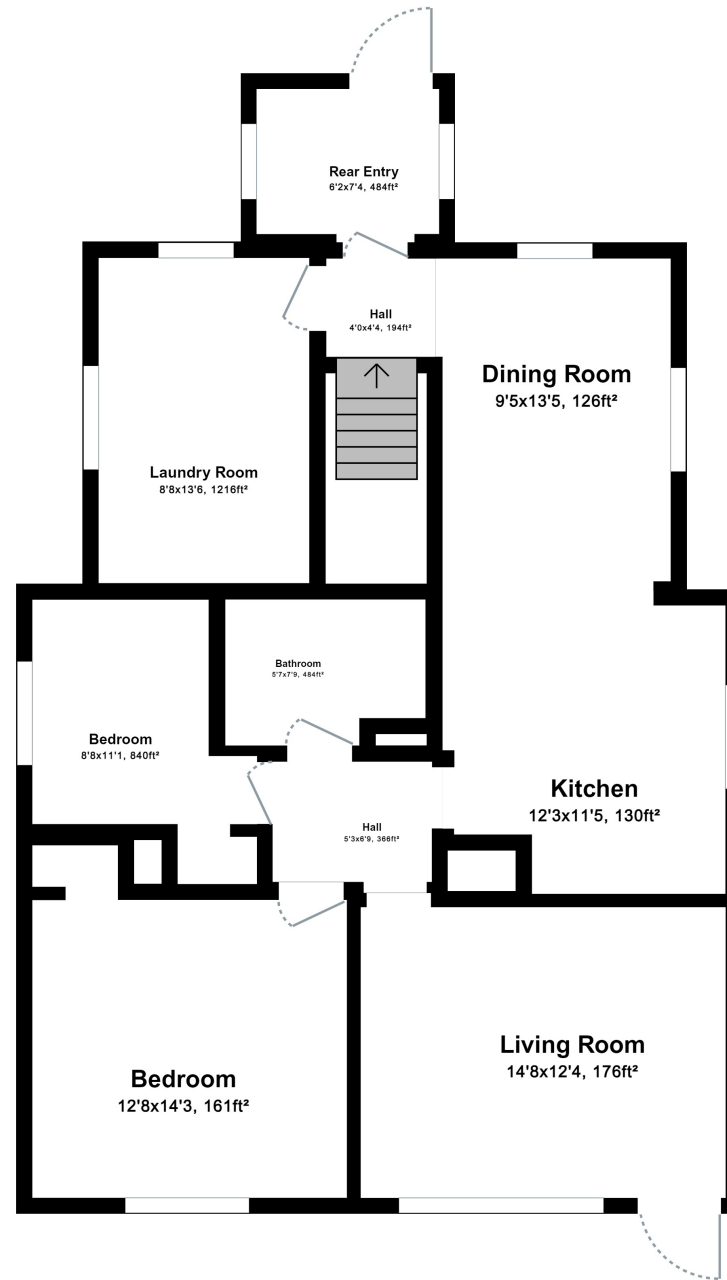 Rear Entry
6'2x7'4, 484ft²
Hall
4'0x4'4, 194ft²
Dining Room
9'5x13'5, 126ft²
Laundry Room
8'8x13'6, 1216ft²
Bathroom
5'7x7'9, 484ft²
Bedroom
8'8x11'1, 840ft²
Kitchen
12'3x11'5, 130ft²
Hall
5'3x6'9, 366ft²
Living Room
14'8x12'4, 176ft²
Bedroom
12'8x14'3, 161ft²